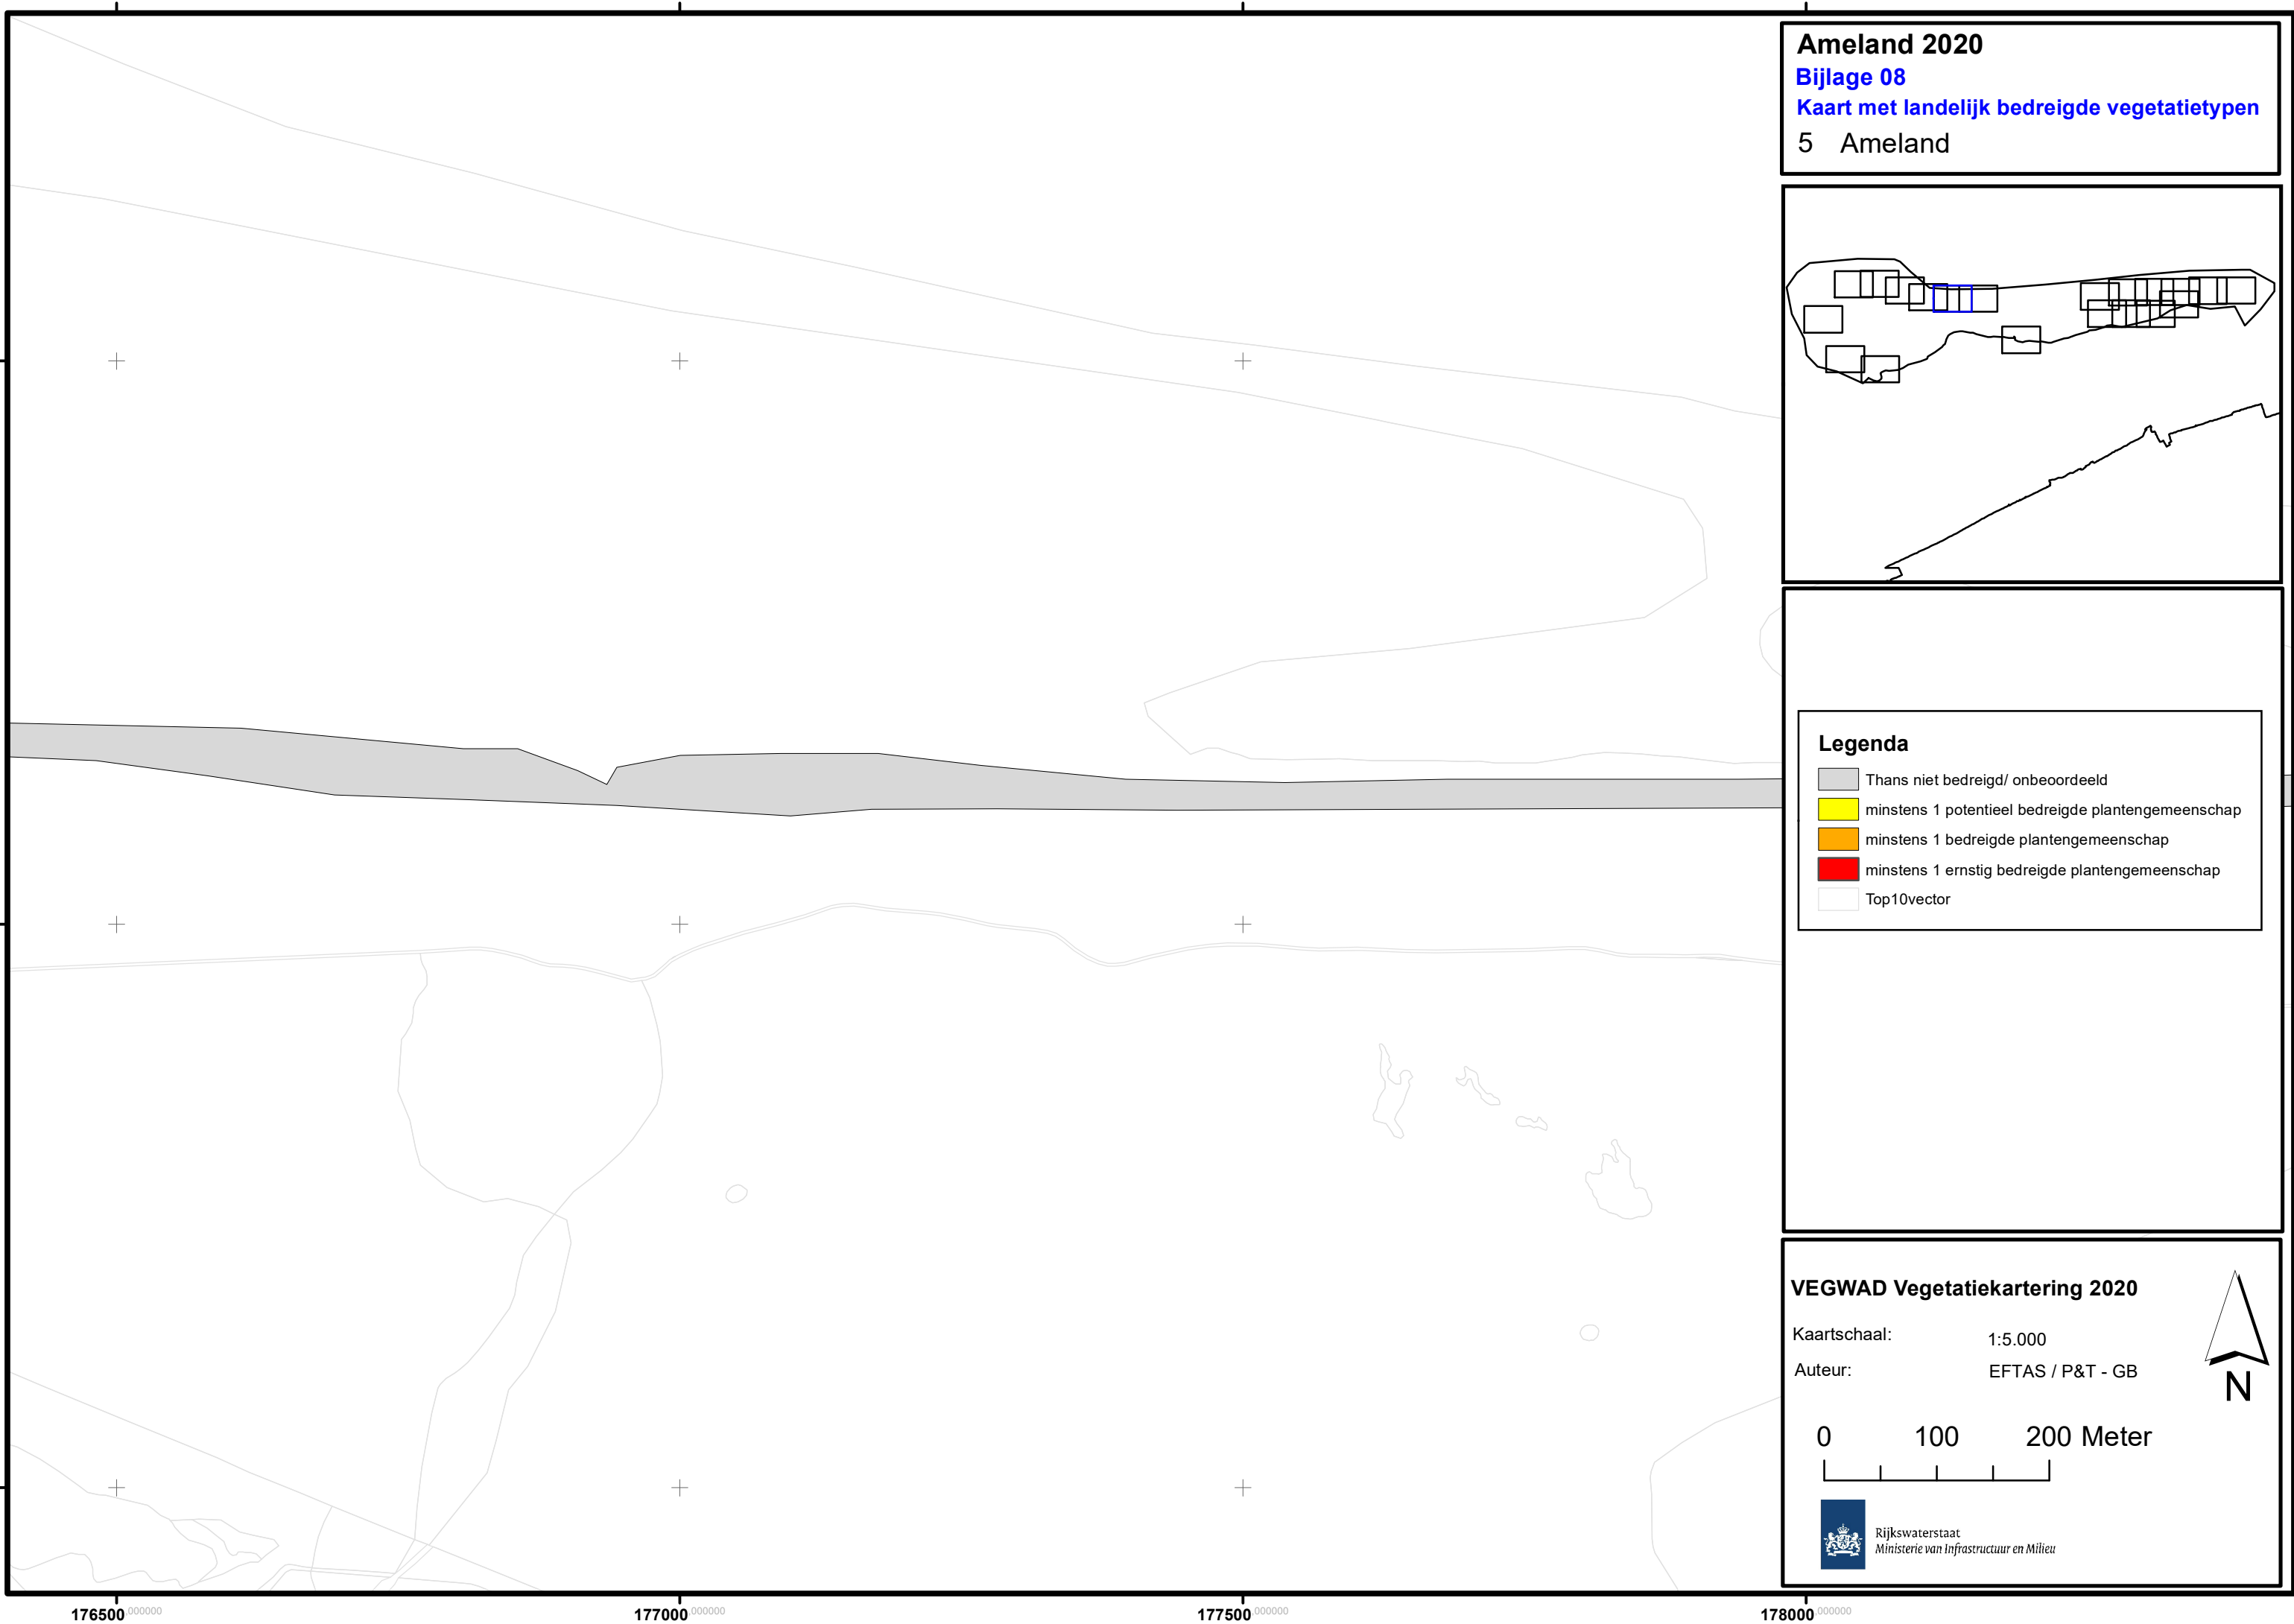 Ameland 2020
Bijlage 08
Kaart met landelijk bedreigde vegetatietypen
5 Ameland
Legenda
Thans niet bedreigd/ onbeoordeeld
minstens 1 potentieel bedreigde plantengemeenschap
minstens 1 bedreigde plantengemeenschap
minstens 1 ernstig bedreigde plantengemeenschap
Top10vector
VEGWAD Vegetatiekartering 2020
Kaartschaal: 1:5.000
Auteur: EFTAS / P&T - GB
N
0 100 200 Meter
Rijkswaterstaat
Ministerie van Infrastructuur en Milieu
176500,000000 177000,000000 177500,000000 178000,000000